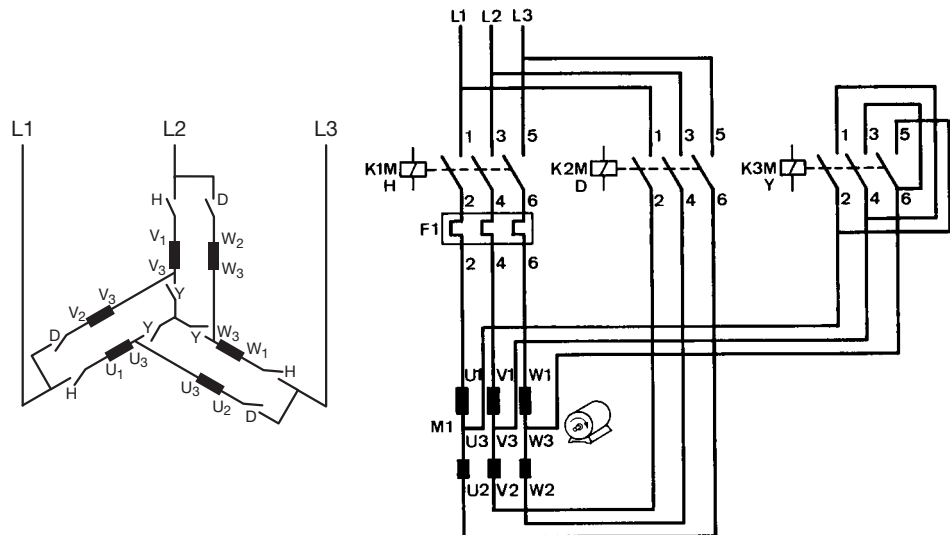 L1 L2 L3
H D
V1 W2
V3 W3
V2 V3 Y
D Y Y W3 W1
H U1 U3 H
U3 U2 D
L1 L2 L3
1 3 5 1 3 5 1 3 5
K1M H K2M D K3M Y
2 4 6 2 4 6 2 4 6
F1
2 4 6
U1 V1 W1
M1
U3 V3 W3
U2 V2 W2